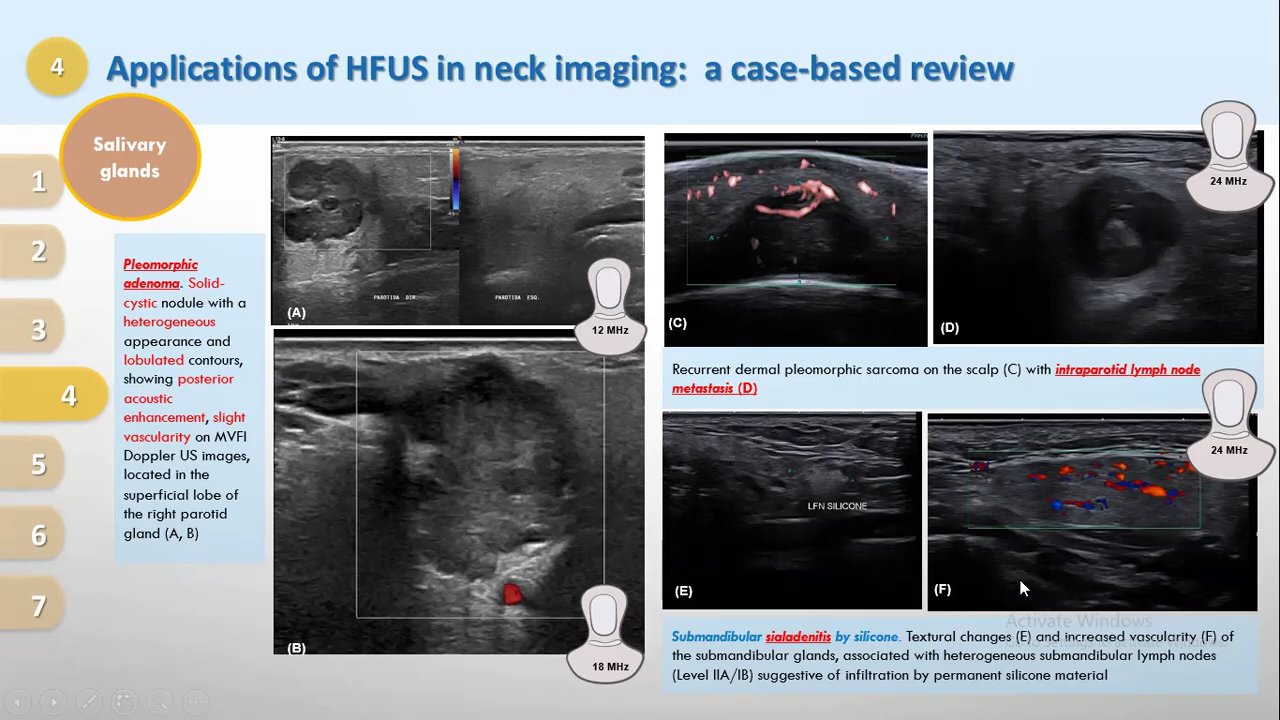 4
Applications of HFUS in neck imaging: a case-based review
Salivary
glands
1
2
3
4
5
6
7
Pleomorphic
adenoma. Solid-
cystic nodule with a
heterogeneous
appearance and
lobulated contours,
showing posterior
acoustic
enhancement, slight
vascularity on MVFI
Doppler US images,
located in the
superficial lobe of
the right parotid
gland (A, B)
PAROTIDA DIR.
PAROTIDA ESQ.
(A)
12 MHz
(B)
18 MHz
(C)
(D)
24 MHz
Recurrent dermal pleomorphic sarcoma on the scalp (C) with intraparotid lymph node
metastasis (D)
LFN SILICONE
(E)
(F)
24 MHz
Activate Windows
Submandibular sialadenitis by silicone. Textural changes (E) and increased vascularity (F) of
the submandibular glands, associated with heterogeneous submandibular lymph nodes
(Level IIA/IB) suggestive of infiltration by permanent silicone material